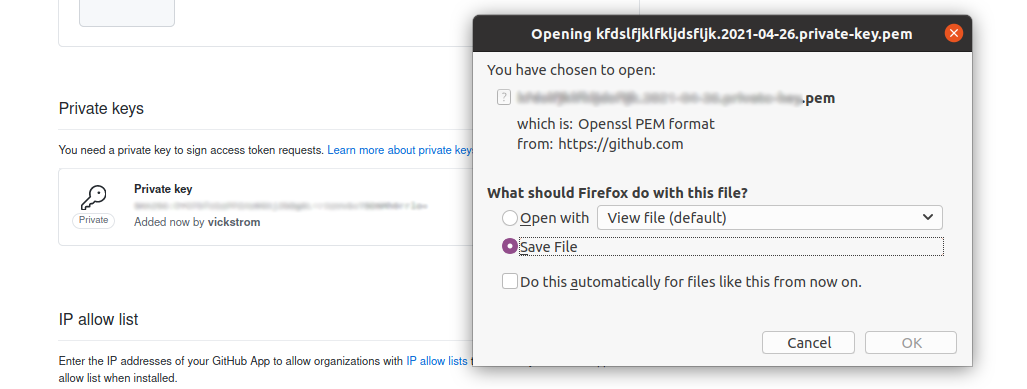 Private keys
You need a private key to sign access token requests. Learn more about private keys
Private key
Private
Added now by vickstrom
IP allow list
Enter the IP addresses of your GitHub App to allow organizations with IP allow lists
allow list when installed.
Opening kfdslfjklfkljdsfljk.2021-04-26.private-key.pem
You have chosen to open:
.pem
which is: Openssl PEM format
from: https://github.com
What should Firefox do with this file?
Open with
View file (default)
Save File
Do this automatically for files like this from now on.
Cancel
OK